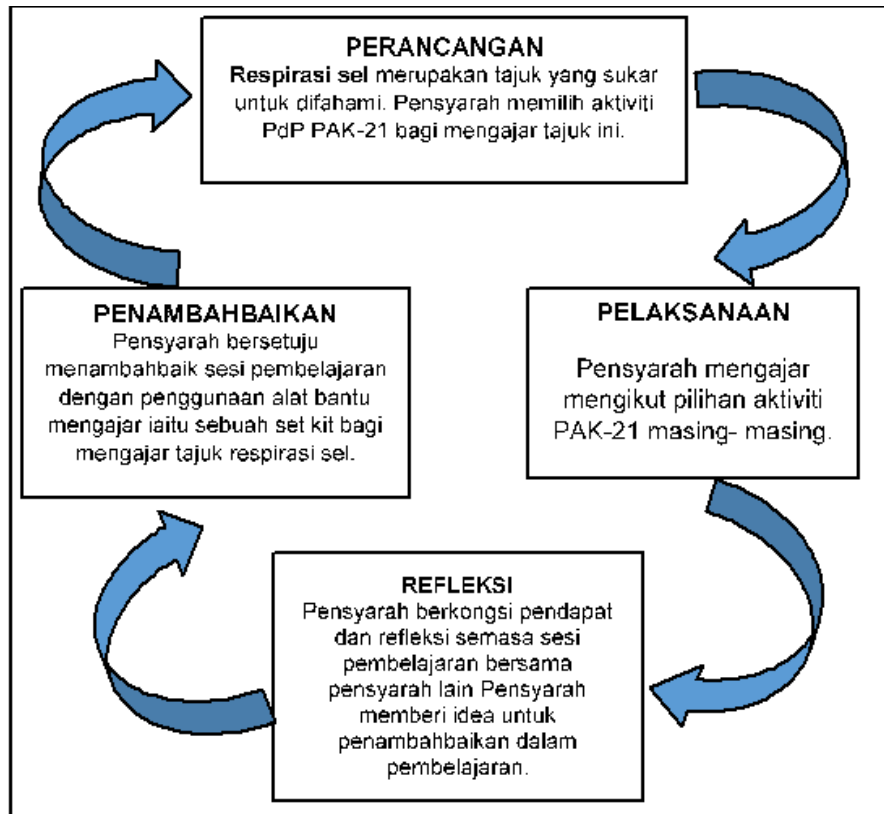 PERANCANGAN
Respirasi sel merupakan tajuk yang sukar
untuk difahami. Pensyarah memilih aktiviti
PdP PAK-21 bagi mengajar tajuk ini.
PELAKSANAAN
Pensyarah mengajar
mengikut pilihan aktiviti
PAK-21 masing- masing.
REFLEKSI
Pensyarah berkongsi pendapat
dan refleksi semasa sesi
pembelajaran bersama
pensyarah lain Pensyarah
memberi idea untuk
penambahbaikan dalam
pembelajaran.
PENAMBAHBAIKAN
Pensyarah bersetuju
menambahbaik sesi pembelajaran
dengan penggunaan alat bantu
mengajar iaitu sebuah set kit bagi
mengajar tajuk respirasi sel.